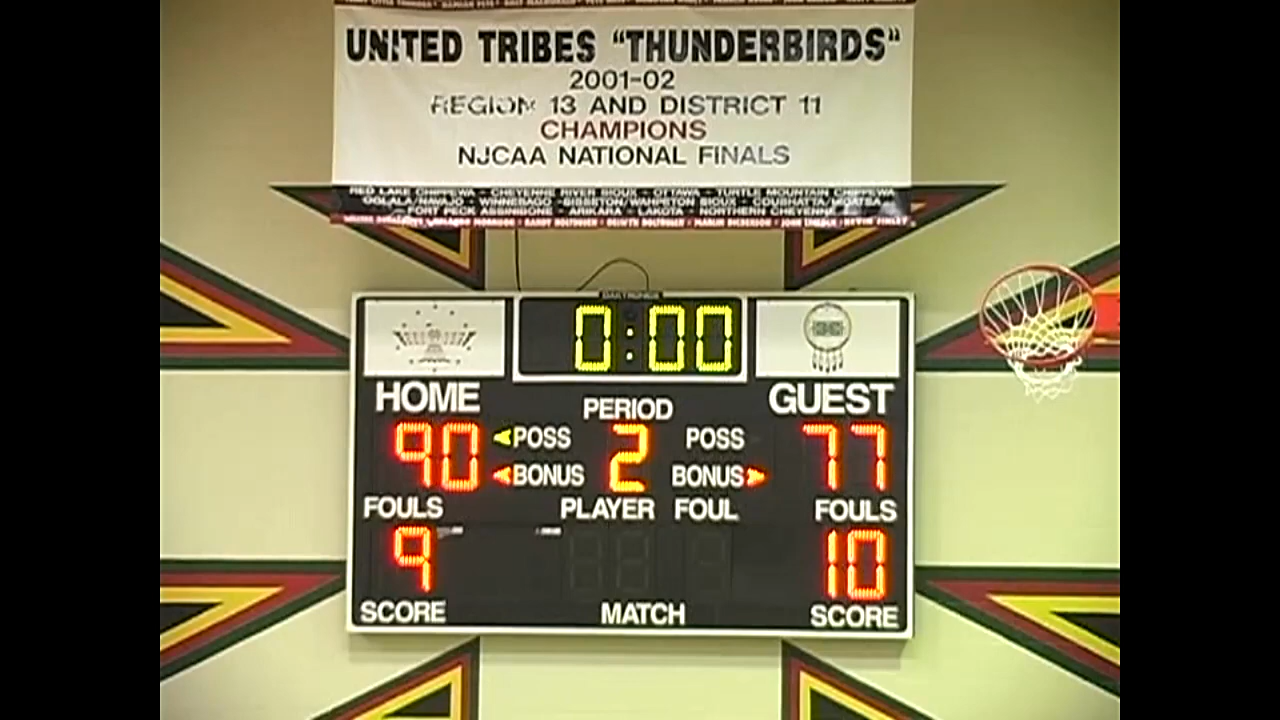 UNITED TRIBES “THUNDERBIRDS“
2001-02
REGION 13 AND DISTRICT 11
CHAMPIONS
NJCAA NATIONAL FINALS
RED LAKE CHIPPEWA - CHEYENNE RIVER SIOUX - OTTAWA - TURTLE MOUNTAIN CHIPPEWA
OGLALA/NAVAJO - WINNEBAGO - SISSETON/WAHPETON SIOUX - COUSHATTA/
FORT PECK ASSINIBOINE - ARIKARA - LAKOTA - NORTHERN CHEYENNE
DAKTRONICS
0:00
HOME PERIOD GUEST
90 POSS 2 POSS 77
BONUS BONUS
FOULS PLAYER FOUL FOULS
9 10
SCORE MATCH SCORE